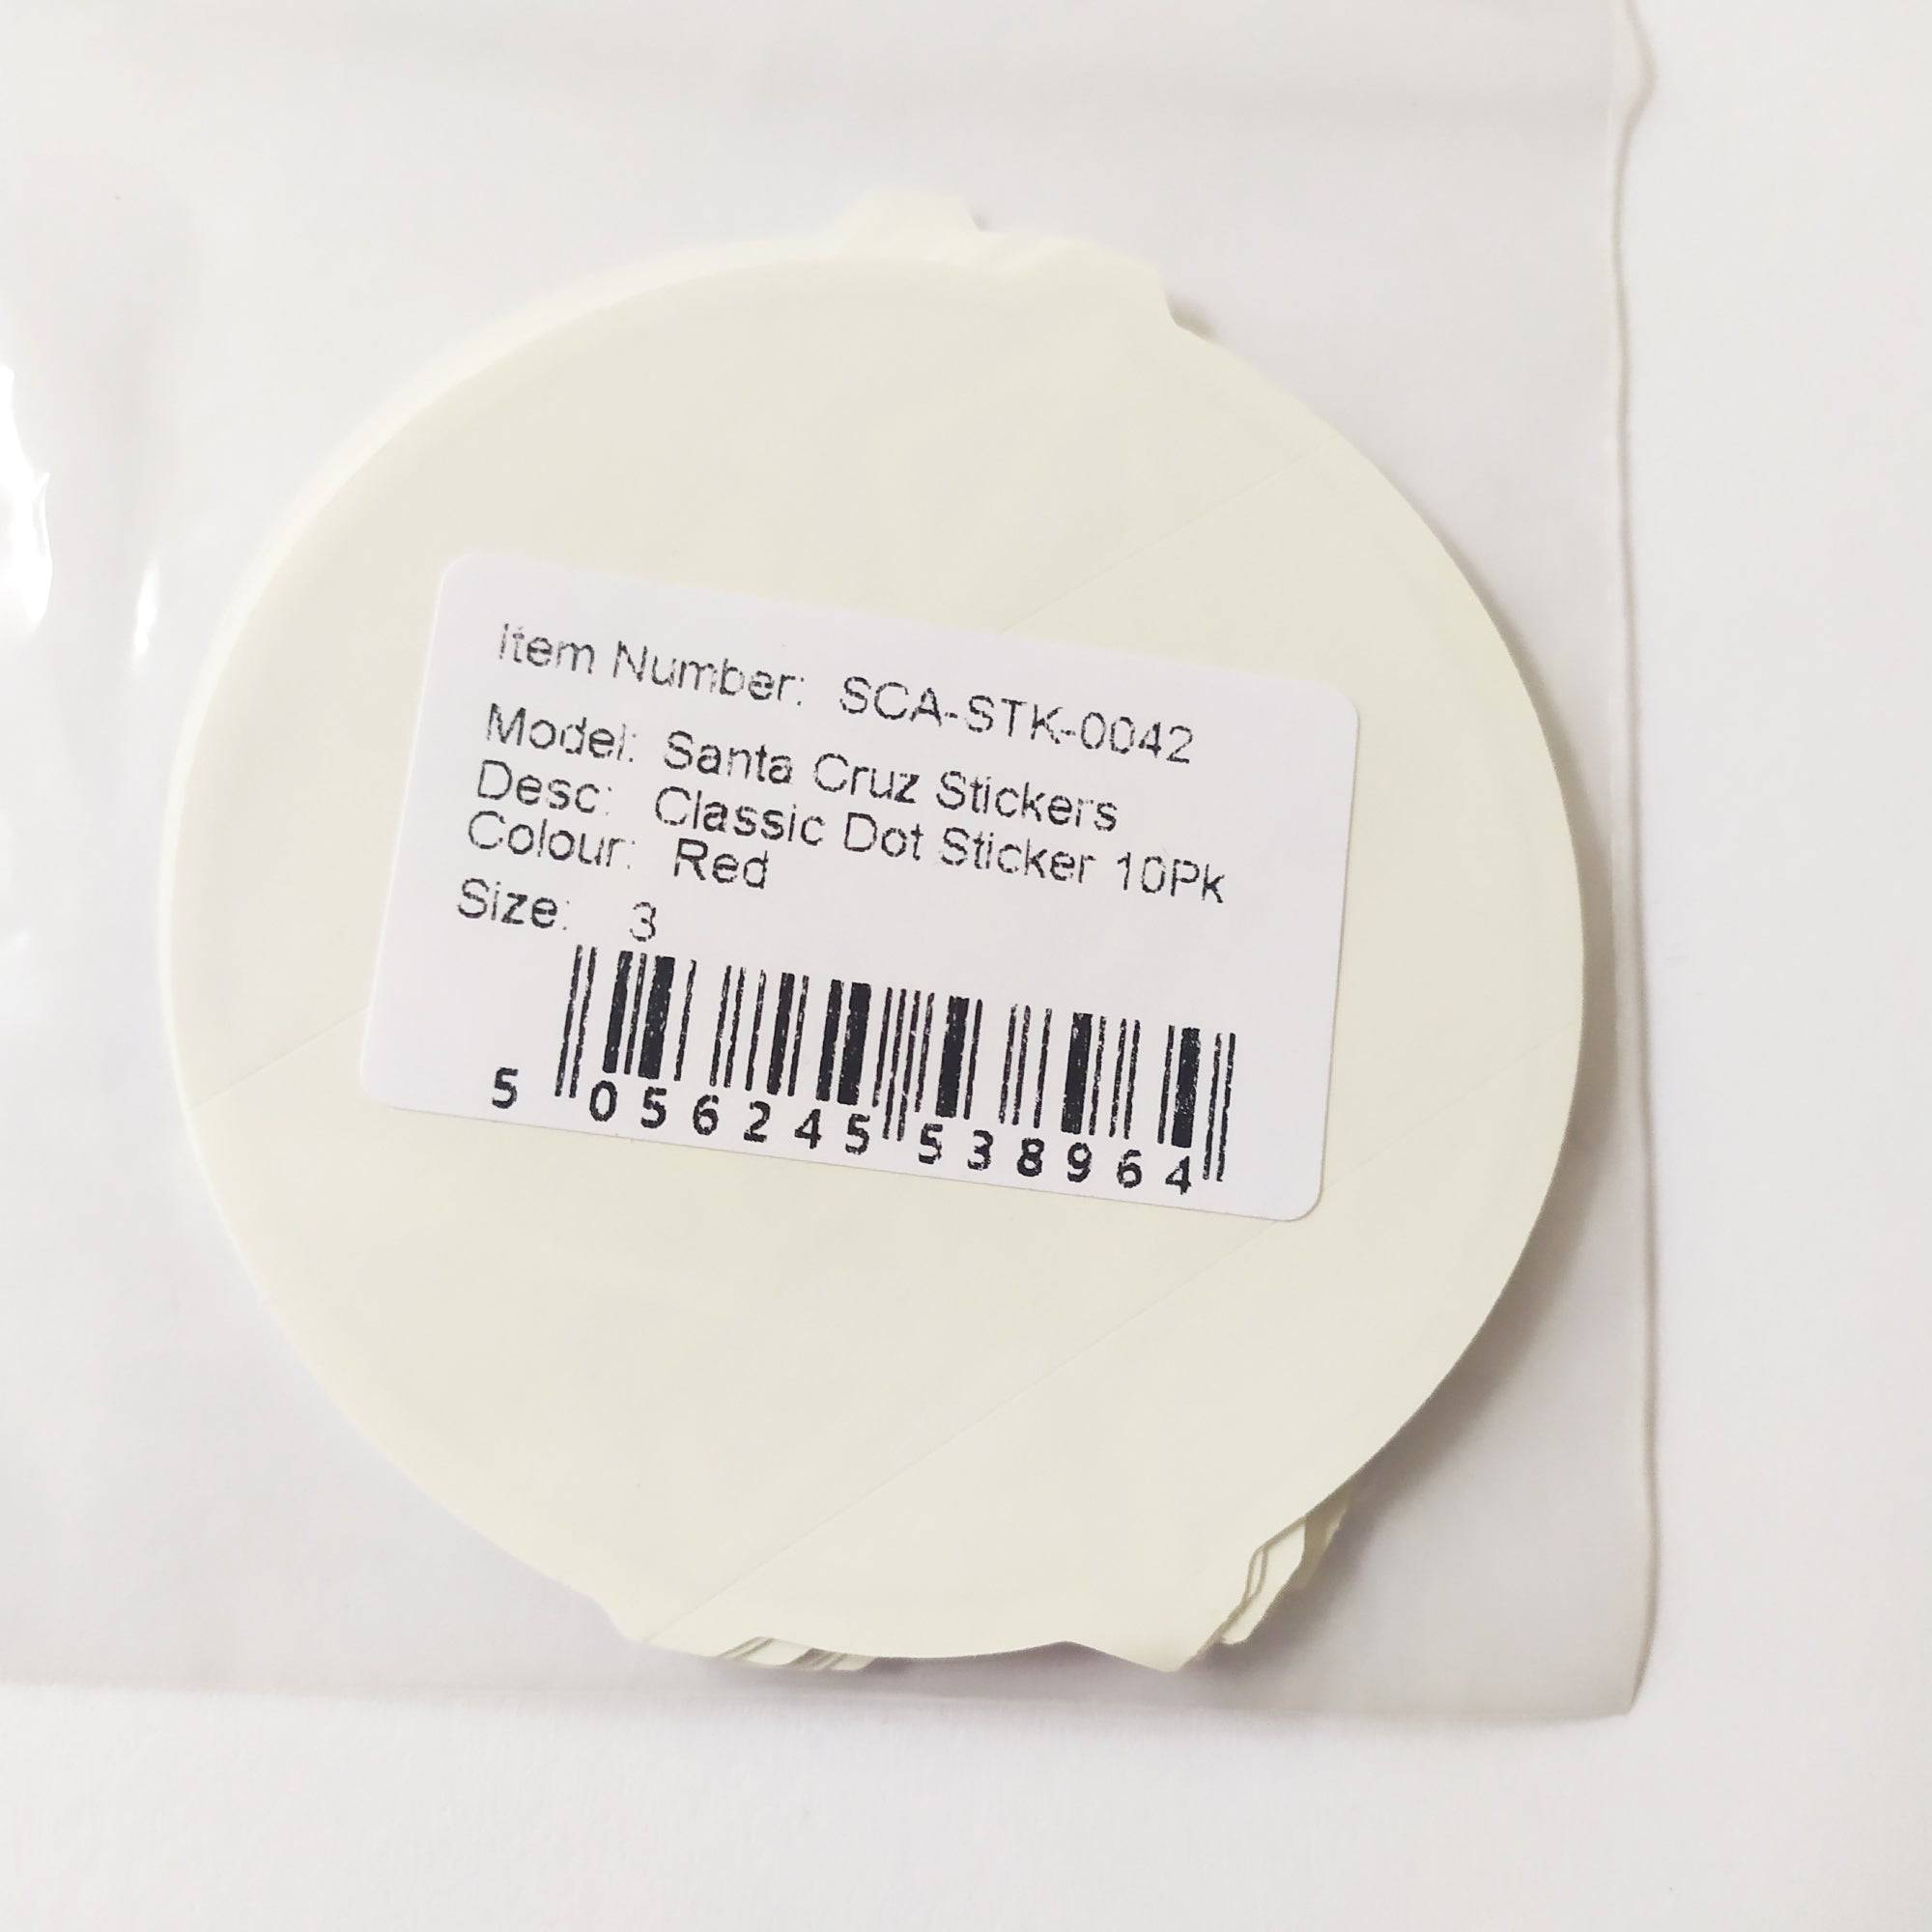 Item Number: SCA-STK-0042
Model: Santa Cruz Stickers
Desc: Classic Dot Sticker 10Pk
Colour: Red
Size: 3
5 056245 538964